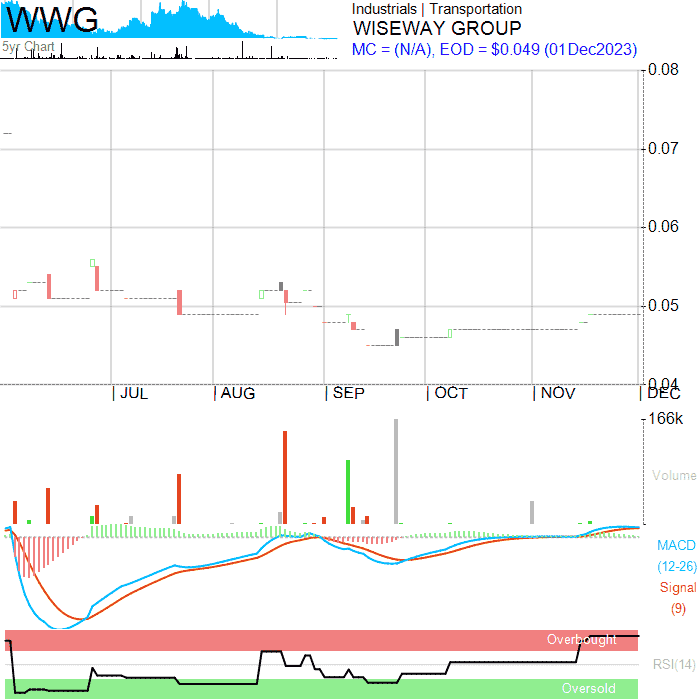 WWG
5yr Chart
Industrials | Transportation
WISEWAY GROUP
MC = (N/A), EOD = $0.049 (01Dec2023)
0.08
0.07
0.06
0.05
0.04
| JUL | AUG | SEP | OCT | NOV | DEC
166k
Volume
MACD
(12-26)
Signal
(9)
Overbought
RSI(14)
Oversold